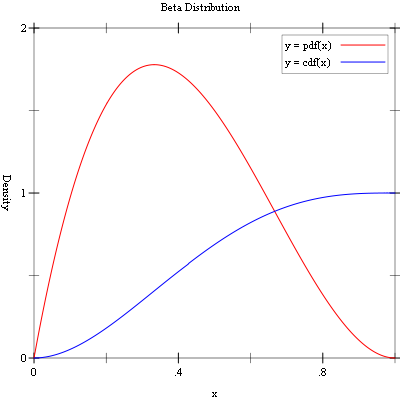 Beta Distribution
2
y = pdf(x)
y = cdf(x)
Density
1
0
0 .4 .8
x